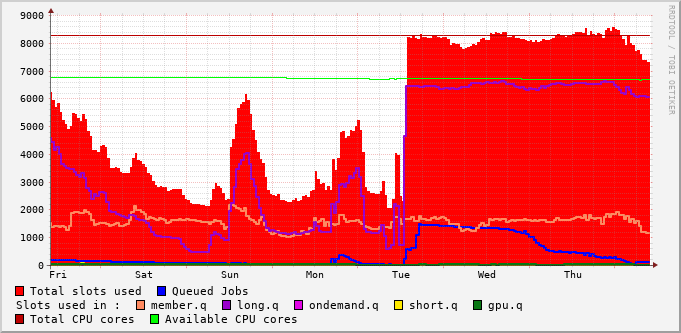 9000
8000
7000
6000
5000
4000
3000
2000
1000
0
Fri Sat Sun Mon Tue Wed Thu
RRDTOOL / TOBI OETIKER
Total slots used Queued Jobs
Slots used in : member.q long.q ondemand.q short.q gpu.q
Total CPU cores Available CPU cores